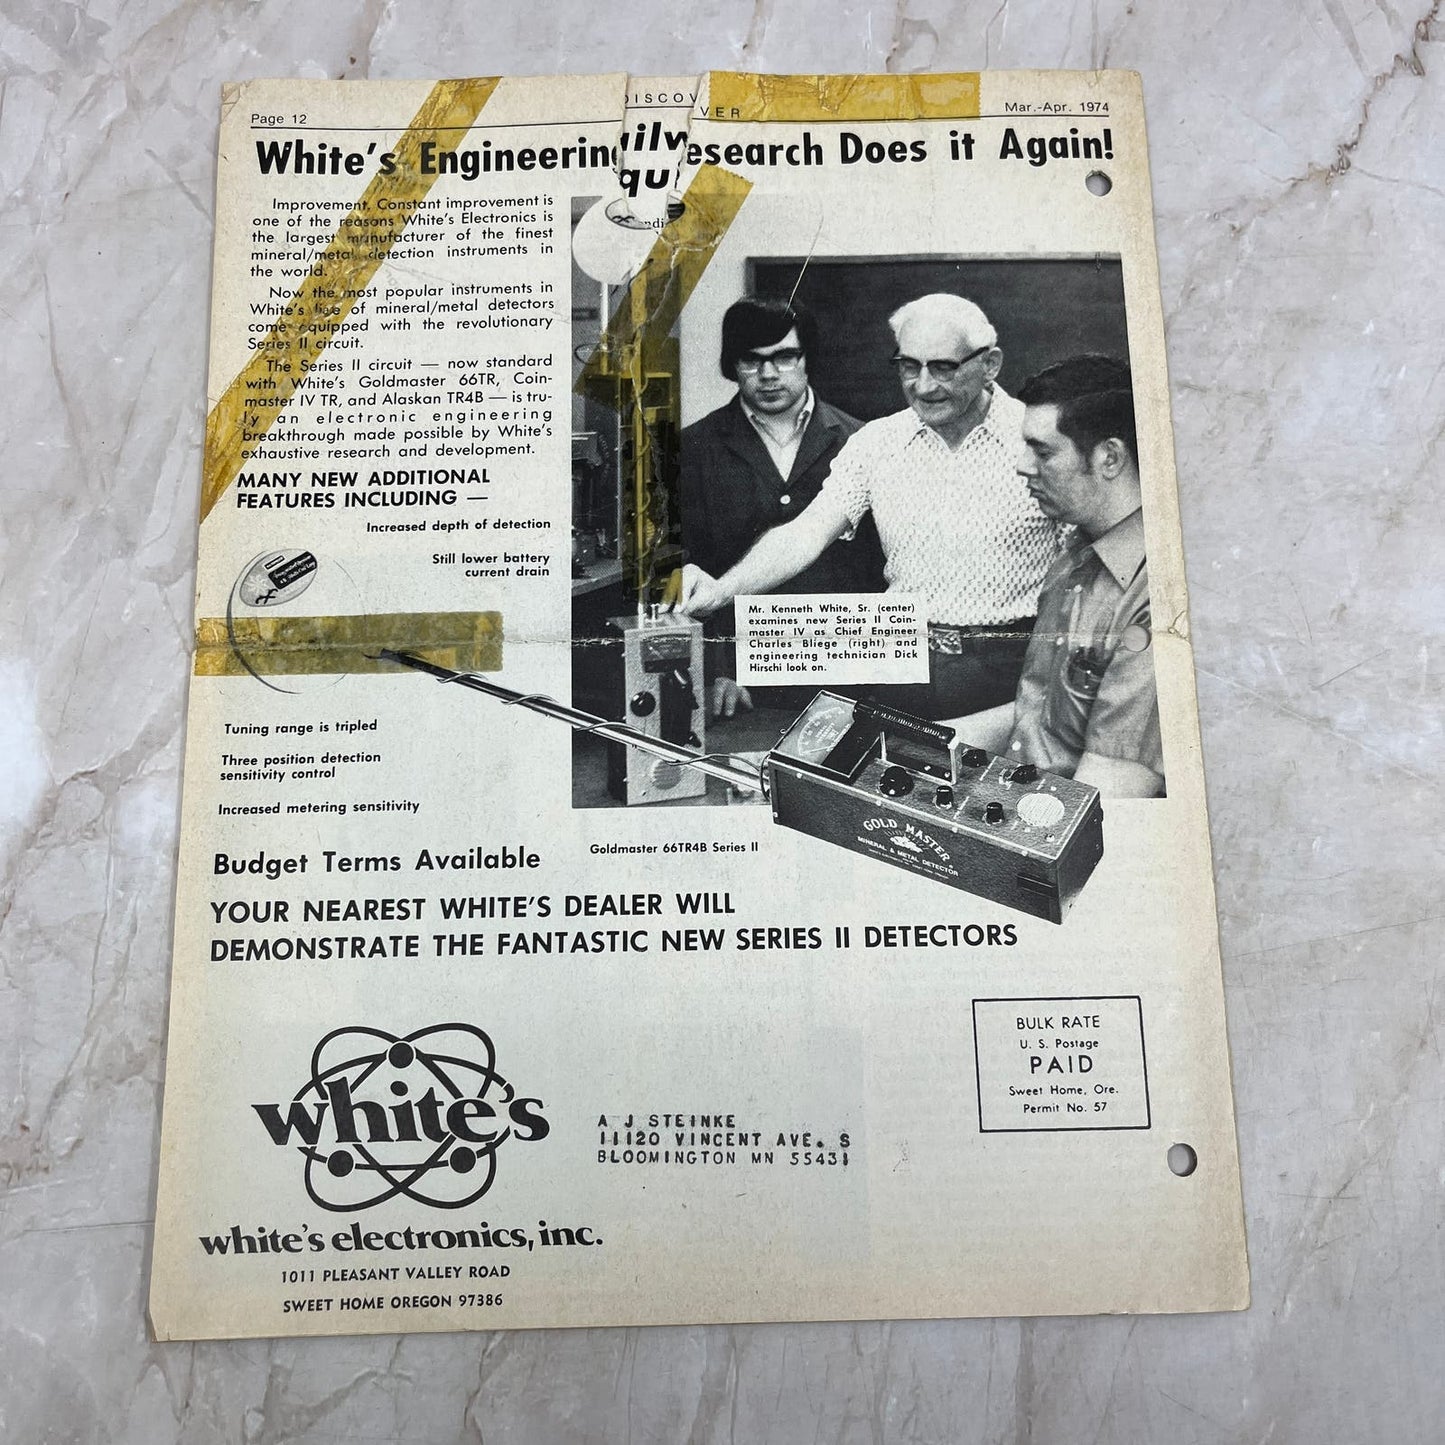 Page 12
DISCOV
VER
Mar.-Apr. 1974
White's Engineering
esearch Does it Again!
ailw
qu
ndi
Improvement. Constant improvement is
one of the reasons White's Electronics is
the largest manufacturer of the finest
mineral/metal detection instruments in
the world.
Now the most popular instruments in
White's line of mineral/metal detectors
come equipped with the revolutionary
Series II circuit.
The Series II circuit — now standard
with White's Goldmaster 66TR, Coin-
master IV TR, and Alaskan TR4B — is tru-
ly an electronic engineering
breakthrough made possible by White's
exhaustive research and development.
MANY NEW ADDITIONAL
FEATURES INCLUDING —
Increased depth of detection
Still lower battery
current drain
Mr. Kenneth White, Sr. (center)
examines new Series II Coin-
master IV as Chief Engineer
Charles Bliege (right) and
engineering technician Dick
Hirschi look on.
Tuning range is tripled
Three position detection
sensitivity control
Increased metering sensitivity
GOLD MASTER
MINERAL & METAL DETECTOR
Goldmaster 66TR4B Series II
Budget Terms Available
YOUR NEAREST WHITE'S DEALER WILL
DEMONSTRATE THE FANTASTIC NEW SERIES II DETECTORS
BULK RATE
U. S. Postage
PAID
Sweet Home, Ore.
Permit No. 57
white's
A J STEINKE
11120 VINCENT AVE. S
BLOOMINGTON MN 55431
white's electronics, inc.
1011 PLEASANT VALLEY ROAD
SWEET HOME OREGON 97386